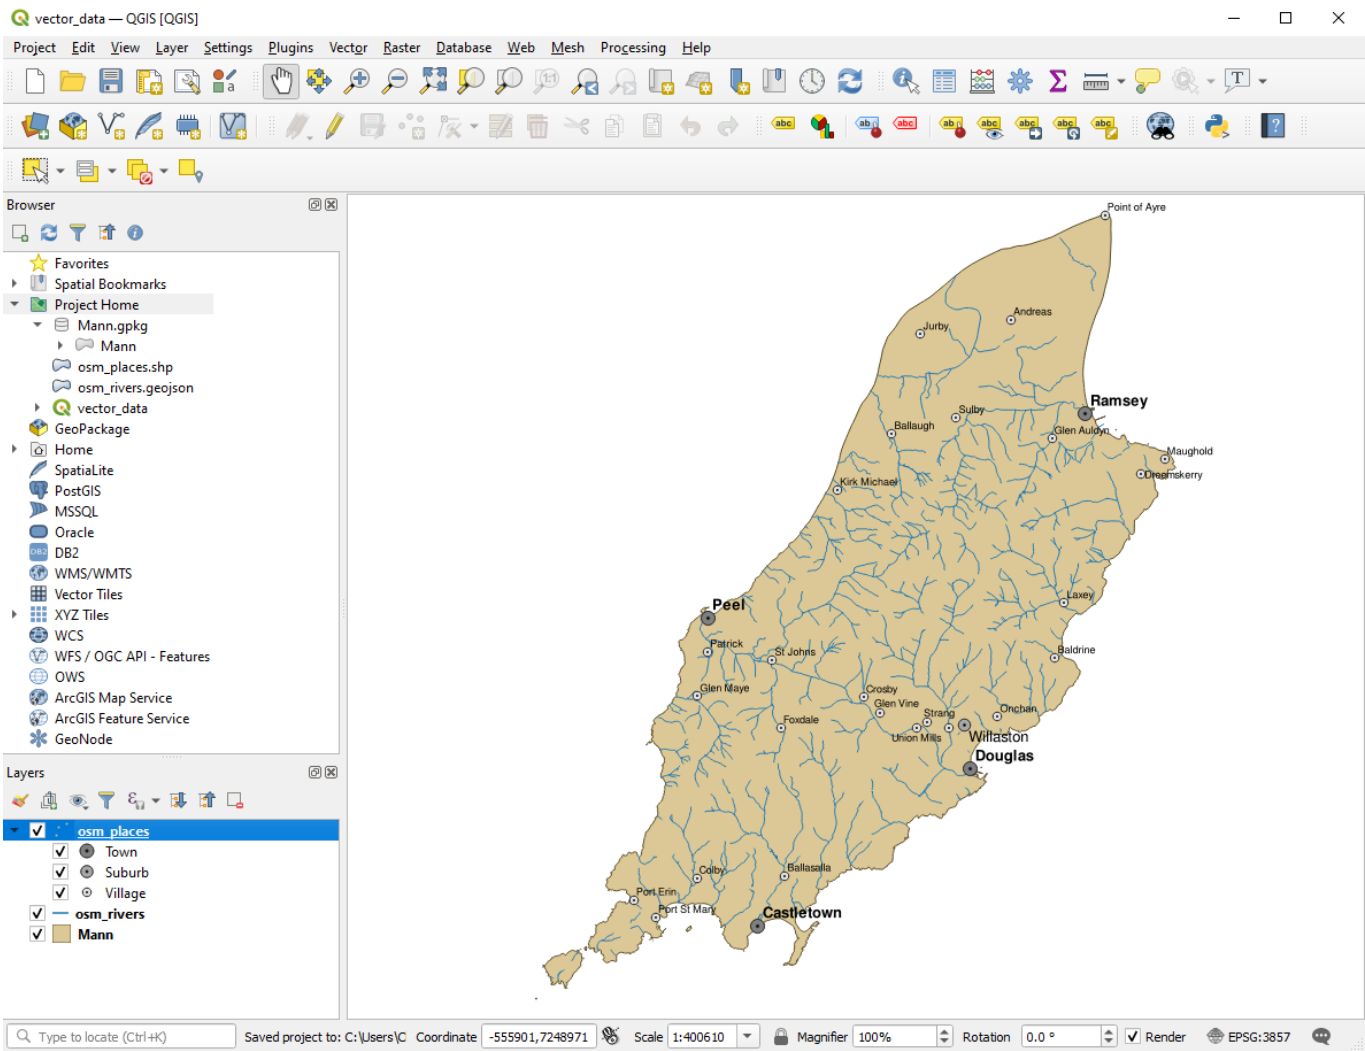 vector_data — QGIS [QGIS]
Project Edit View Layer Settings Plugins Vector Raster Database Web Mesh Processing Help
Browser
Favorites
Spatial Bookmarks
Project Home
Mann.gpkg
Mann
osm_places.shp
osm_rivers.geojson
vector_data
GeoPackage
Home
SpatiaLite
PostGIS
MSSQL
Oracle
DB2
WMS/WMTS
Vector Tiles
XYZ Tiles
WCS
WFS / OGC API - Features
OWS
ArcGIS Map Service
ArcGIS Feature Service
GeoNode
Layers
osm_places
Town
Suburb
Village
osm_rivers
Mann
Point of Ayre
Andreas
Jurby
Ramsey
Sulby
Ballaugh
Glen Auldyn
Maughold
Dreemskerry
Kirk Michael
Laxey
Peel
Patrick
St Johns
Baldrine
Glen Maye
Crosby
Glen Vine
Strang
Onchan
Foxdale
Union Mills
Willaston
Douglas
Colby
Ballasalla
Port Erin
Port St Mary
Castletown
Type to locate (Ctrl+K) Saved project to: C:\Users\C Coordinate -555901,7248971 Scale 1:400610 Magnifier 100% Rotation 0.0 ° Render EPSG:3857